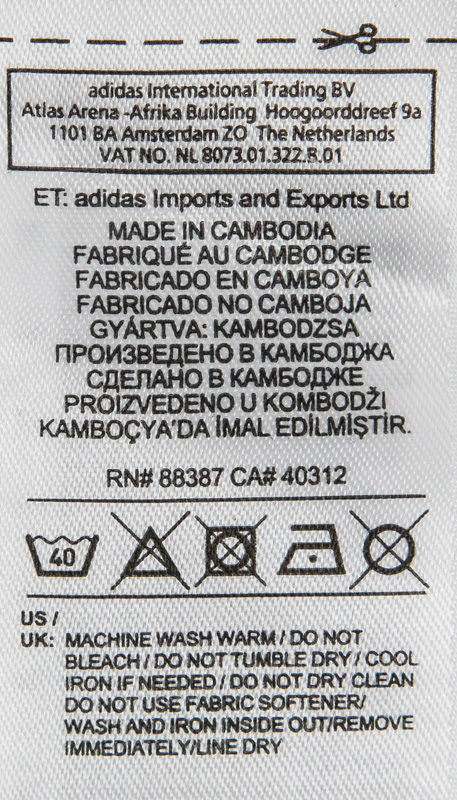 adidas International Trading BV
Atlas Arena -Afrika Building Hoogoorddreef 9a
1101 BA Amsterdam ZO The Netherlands
VAT NO. NL 8073.01.322.B.01
ET: adidas Imports and Exports Ltd
MADE IN CAMBODIA
FABRIQUÉ AU CAMBODGE
FABRICADO EN CAMBOYA
FABRICADO NO CAMBOJA
GYÁRTVA: KAMBODZSA
ПРОИЗВЕДЕНО В КАМБОДЖА
СДЕЛАНО В КАМБОДЖЕ
PROIZVEDENO U KOMBODŽI
KAMBOÇYA'DA İMAL EDİLMİŞTİR.
RN# 88387 CA# 40312
40
US /
UK: MACHINE WASH WARM / DO NOT
BLEACH / DO NOT TUMBLE DRY / COOL
IRON IF NEEDED / DO NOT DRY CLEAN
DO NOT USE FABRIC SOFTENER/
WASH AND IRON INSIDE OUT/REMOVE
IMMEDIATELY/LINE DRY